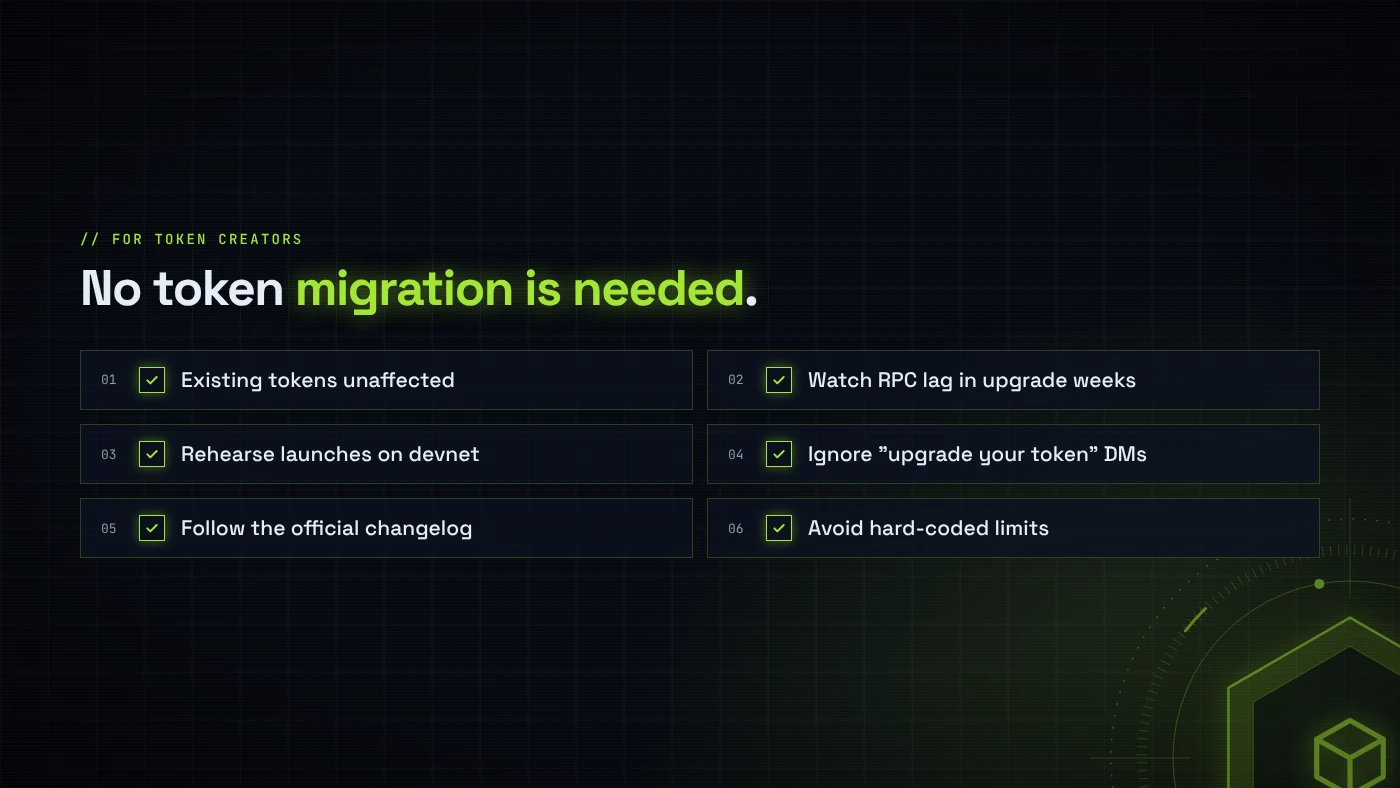 // FOR TOKEN CREATORS
No token migration is needed.
01 Existing tokens unaffected
02 Watch RPC lag in upgrade weeks
03 Rehearse launches on devnet
04 Ignore ”upgrade your token” DMs
05 Follow the official changelog
06 Avoid hard-coded limits